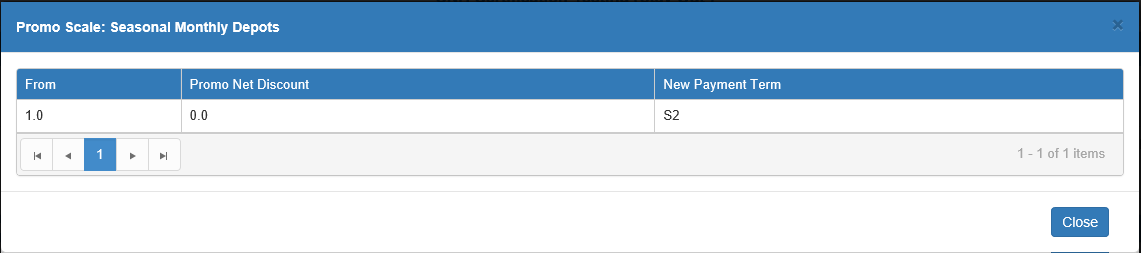 Promo Scale: Seasonal Monthly Depots
×
From Promo Net Discount New Payment Term
1.0 0.0 S2
1 1 - 1 of 1 items
Close